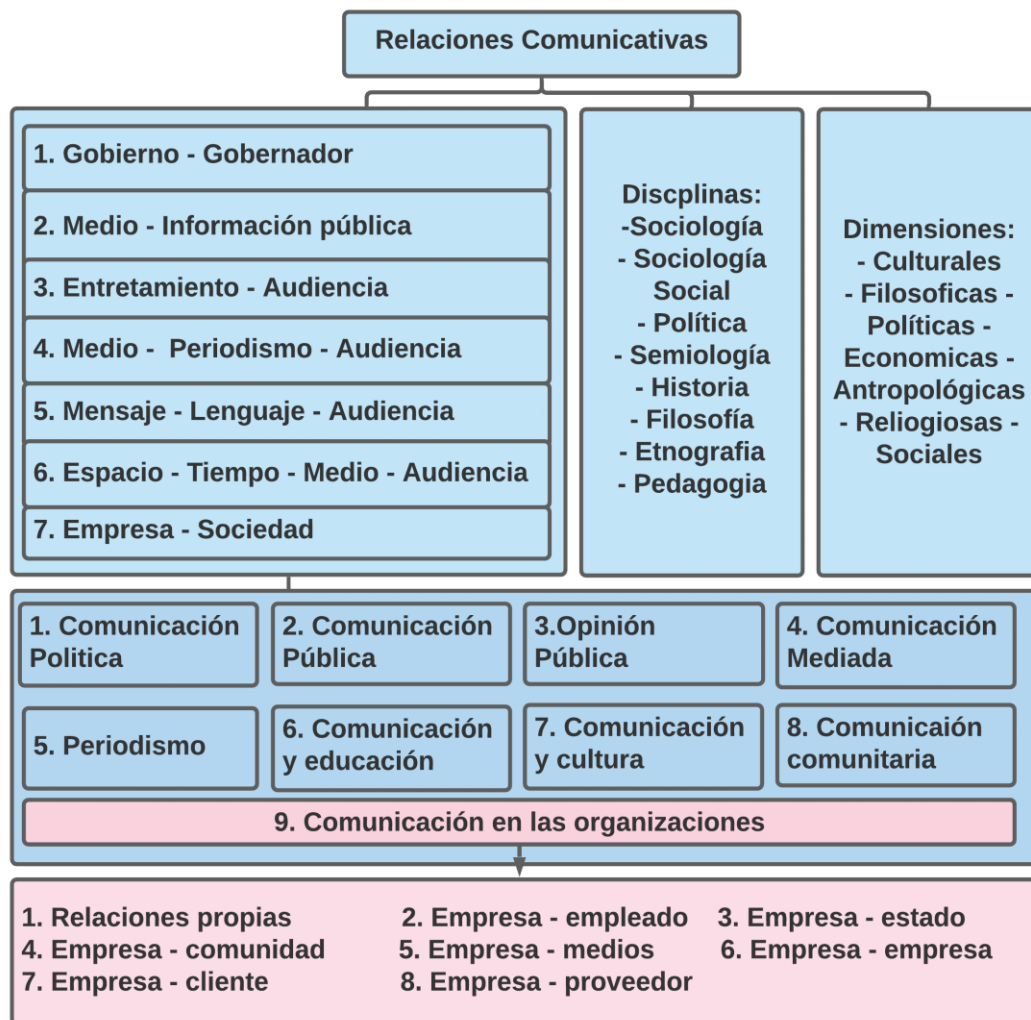 Relaciones Comunicativas
1. Gobierno - Gobernador
2. Medio - Información pública
3. Entretamiento - Audiencia
4. Medio -  Periodismo - Audiencia
5. Mensaje - Lenguaje - Audiencia
6. Espacio - Tiempo - Medio - Audiencia
7. Empresa - Sociedad
Discplinas:
-Sociología
- Sociología
Social
- Política
- Semiología
- Historia
- Filosofía
- Etnografia
- Pedagogia
Dimensiones:
- Culturales
- Filosoficas -
Políticas -
Economicas -
Antropológicas
- Reliogiosas -
Sociales
1. Comunicación
Politica
2. Comunicación
Pública
3.Opinión
Pública
4. Comunicación
Mediada
5. Periodismo
6. Comunicación
y educación
7. Comunicación
y cultura
8. Comunicaión
comunitaria
9. Comunicación en las organizaciones
1. Relaciones propias 2. Empresa - empleado 3. Empresa - estado
4. Empresa - comunidad 5. Empresa - medios 6. Empresa - empresa
7. Empresa - cliente 8. Empresa - proveedor